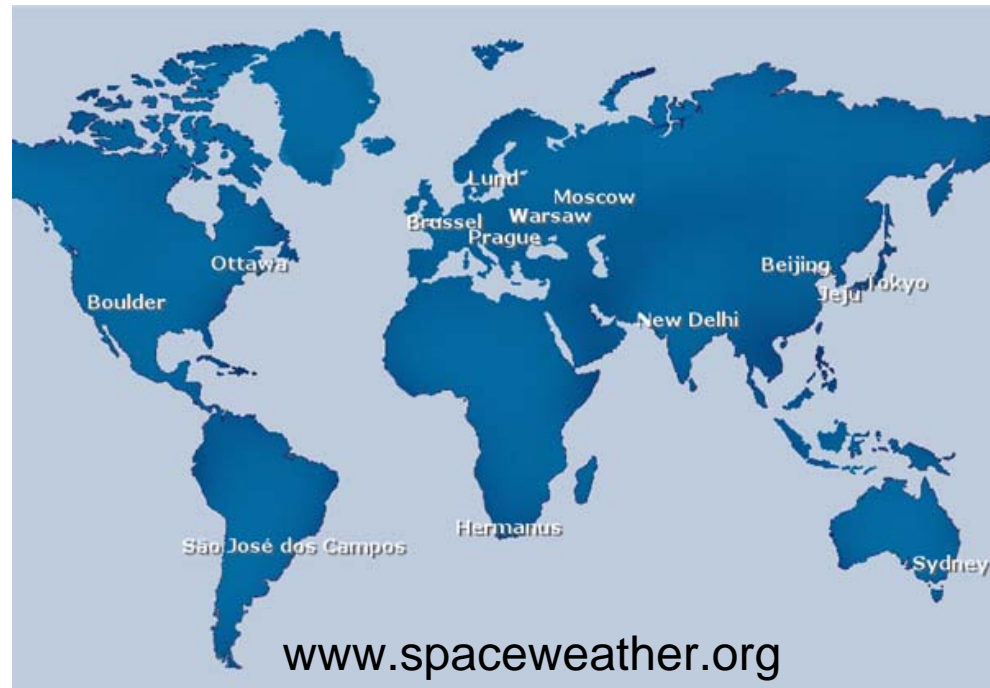 Lund
Moscow
Warsaw
Brussel
Prague
Ottawa
Beijing
Tokyo
Jeju
Boulder
New Delhi
Hermanus
São José dos Campos
Sydney
www.spaceweather.org